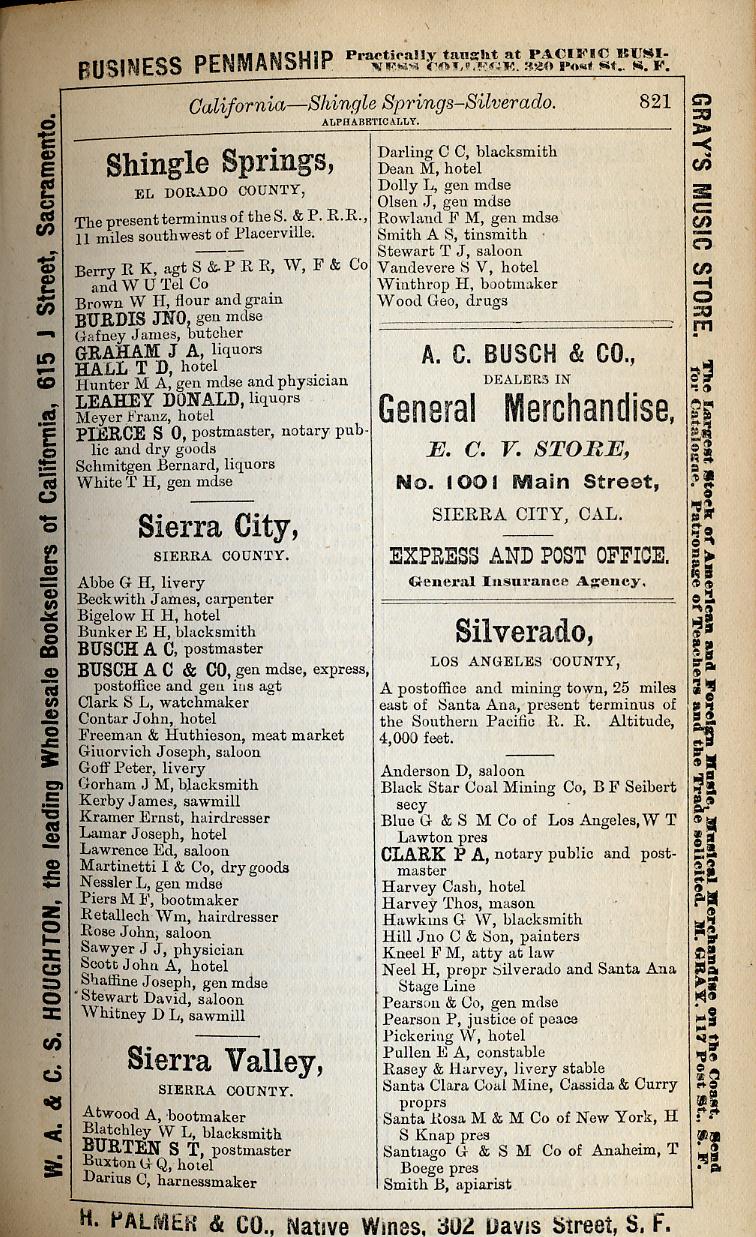 BUSINESS PENMANSHIP Practically taught at PACIFIC BUSI-
NESS COLLEGE, 320 Post St., S. F.
California—Shingle Springs–Silverado. 821
ALPHABETICALLY.
Shingle Springs,
EL DORADO COUNTY,
The present terminus of the S. & P. R.R.,
11 miles southwest of Placerville.
Berry R K, agt S & P R R, W, F & Co
and W U Tel Co
Brown W H, flour and grain
BURDIS JNO, gen mdse
Gafney James, butcher
GRAHAM J A, liquors
HALL T D, hotel
Hunter M A, gen mdse and physician
LEAHEY DONALD, liquors
Meyer Franz, hotel
PIERCE S O, postmaster, notary pub-
lic and dry goods
Schmitgen Bernard, liquors
White T H, gen mdse
Sierra City,
SIERRA COUNTY.
Abbe G H, livery
Beckwith James, carpenter
Bigelow H H, hotel
Bunker E H, blacksmith
BUSCH A C, postmaster
BUSCH A C & CO, gen mdse, express,
postoffice and gen ins agt
Clark S L, watchmaker
Contar John, hotel
Freeman & Huthieson, meat market
Giuorvich Joseph, saloon
Goff Peter, livery
Gorham J M, blacksmith
Kerby James, sawmill
Kramer Ernst, hairdresser
Lamar Joseph, hotel
Lawrence Ed, saloon
Martinetti I & Co, dry goods
Nessler L, gen mdse
Piers M F, bootmaker
Retallech Wm, hairdresser
Rose John, saloon
Sawyer J J, physician
Scott John A, hotel
Shaffine Joseph, gen mdse
Stewart David, saloon
Whitney D L, sawmill
Sierra Valley,
SIERRA COUNTY.
Atwood A, bootmaker
Blatchley W L, blacksmith
BURTEN S T, postmaster
Buxton G Q, hotel
Darius C, harnessmaker
Darling C C, blacksmith
Dean M, hotel
Dolly L, gen mdse
Olsen J, gen mdse
Rowland F M, gen mdse
Smith A S, tinsmith
Stewart T J, saloon
Vandevere S V, hotel
Winthrop H, bootmaker
Wood Geo, drugs
A. C. BUSCH & CO.,
DEALERS IN
General Merchandise,
E. C. V. STORE,
No. 1001 Main Street,
SIERRA CITY, CAL.
EXPRESS AND POST OFFICE.
General Insurance Agency.
Silverado,
LOS ANGELES COUNTY,
A postoffice and mining town, 25 miles
east of Santa Ana, present terminus of
the Southern Pacific R. R. Altitude,
4,000 feet.
Anderson D, saloon
Black Star Coal Mining Co, B F Seibert
secy
Blue G & S M Co of Los Angeles, W T
Lawton pres
CLARK P A, notary public and post-
master
Harvey Cash, hotel
Harvey Thos, mason
Hawkins G W, blacksmith
Hill Jno C & Son, painters
Kneel F M, atty at law
Neel H, propr Silverado and Santa Ana
Stage Line
Pearson & Co, gen mdse
Pearson P, justice of peace
Pickering W, hotel
Pullen E A, constable
Rasey & Harvey, livery stable
Santa Clara Coal Mine, Cassida & Curry
proprs
Santa Rosa M & M Co of New York, H
S Knap pres
Santiago G & S M Co of Anaheim, T
Boege pres
Smith B, apiarist
W. A. & C. S. HOUGHTON, the leading Wholesale Booksellers of California, 615 J Street, Sacramento.
GRAY'S MUSIC STORE. The Largest Stock of American and Foreign Music, Musical Merchandise on the Coast. Send
for Catalogue. Patronage of Teachers and the Trade solicited. M. GRAY, 117 Post St., S. F.
H. PALMER & CO., Native Wines, 302 Davis Street, S. F.